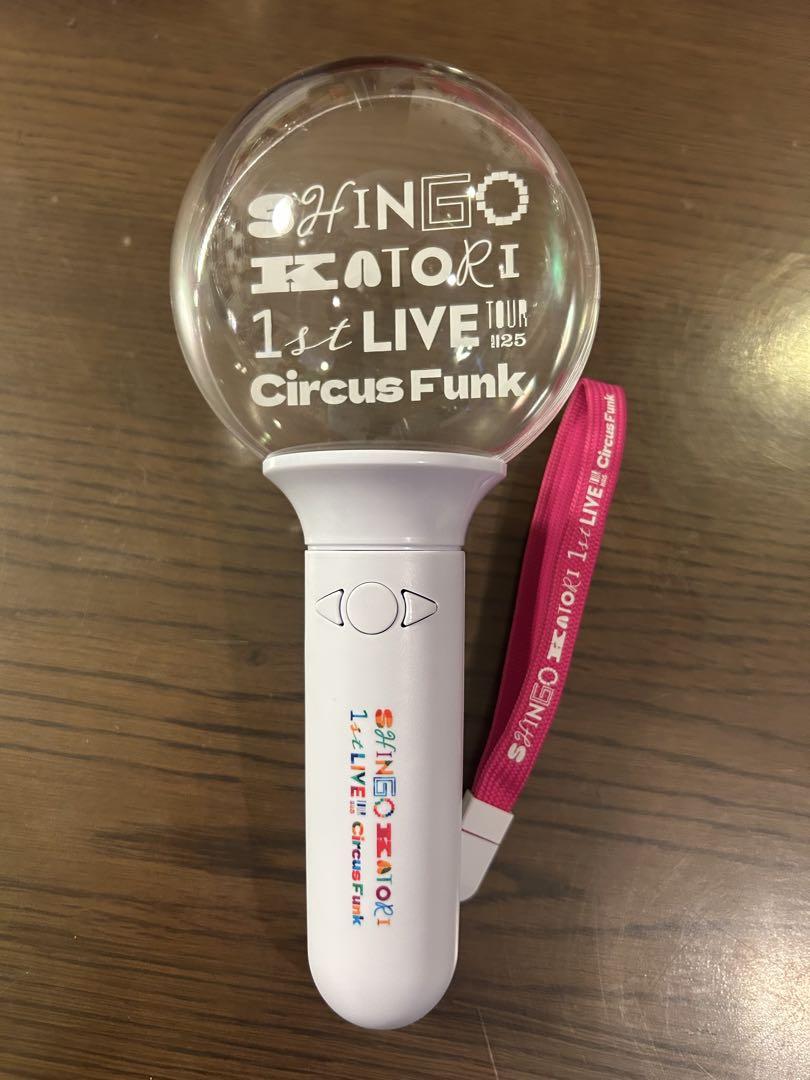 SHINGO
KATORI
1st LIVE TOUR
Circus Funk
SHINGO KATORI 1st LIVE Circus Funk
SHINGO KATORI
1st LIVE Circus Funk